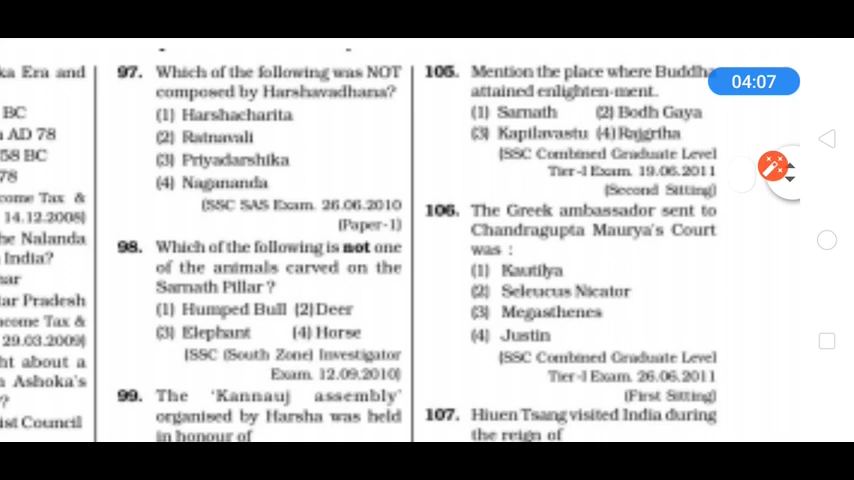 ka Era and
BC
AD 78
58 BC
78
come Tax &
14.12.2008)
he Nalanda
India?
har
tar Pradesh
ncome Tax &
29.03.2009)
ht about a
Ashoka's
?
ist Council
97. Which of the following was NOT
composed by Harshavadhana?
(1) Harshacharita
(2) Ratnavali
(3) Priyadarshika
(4) Nagananda
(SSC SAS Exam. 26.06.2010
(Paper-1)
98. Which of the following is not one
of the animals carved on the
Sarnath Pillar ?
(1) Humped Bull (2) Deer
(3) Elephant (4) Horse
[SSC (South Zone) Investigator
Exam. 12.09.2010)
99. The 'Kannauj assembly'
organised by Harsha was held
in honour of
105. Mention the place where Buddha
attained enlighten-ment.
(1) Sarnath (2) Bodh Gaya
(3) Kapilavastu (4) Rajgriha
(SSC Combined Graduate Level
Tier-I Exam. 19.06.2011
(Second Sitting)
106. The Greek ambassador sent to
Chandragupta Maurya's Court
was :
(1) Kautilya
(2) Seleucus Nicator
(3) Megasthenes
(4) Justin
(SSC Combined Graduate Level
Tier-I Exam. 26.06.2011
(First Sitting)
107. Hiuen Tsang visited India during
the reign of
04:07